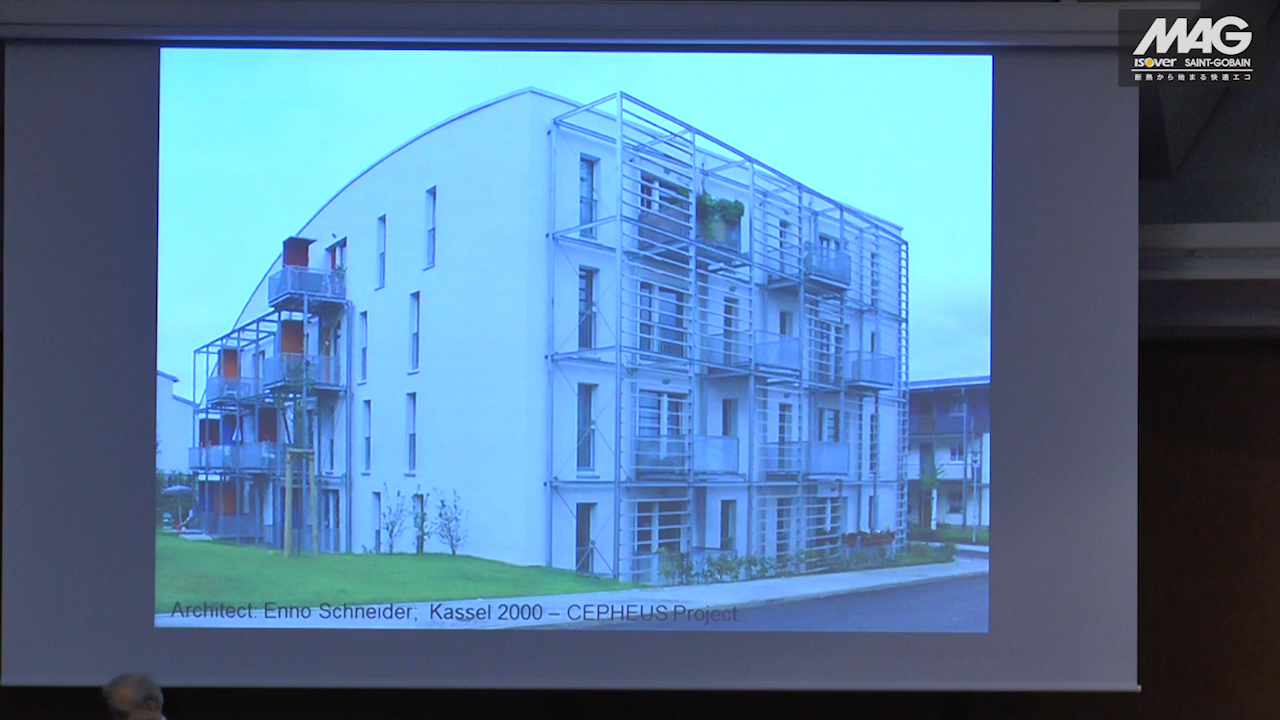 MAG
isover SAINT-GOBAIN
断熱から始まる快適エコ
Architect: Enno Schneider; Kassel 2000 – CEPHEUS Project